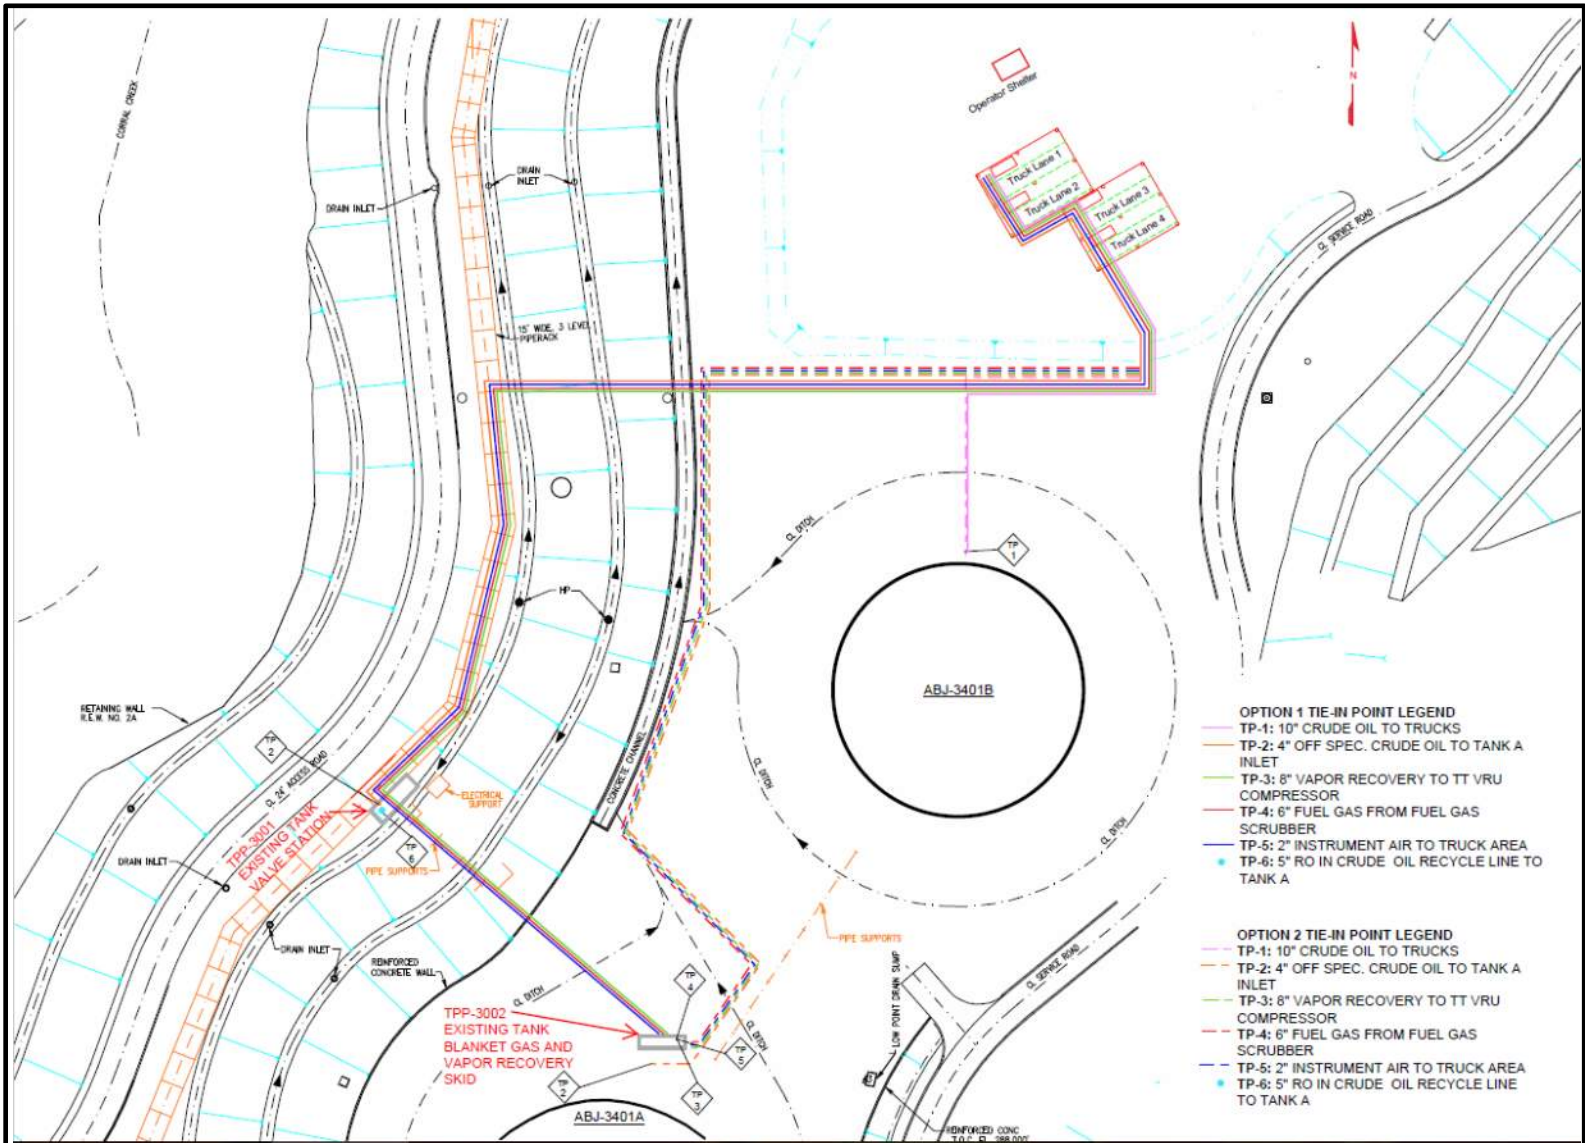 CORRAL CREEK
Operator Shelter
N
DRAIN INLET
DRAIN
INLET
Truck Lane 1
Truck Lane 2
Truck Lane 3
Truck Lane 4
CL SERVICE ROAD
15' WIDE, 3 LEVEL
PIPERACK
CL DITCH
TP
1
HP
ABJ-3401B
RETAINING WALL
R.E.W. NO. 2A
TP
2
CL 24' ACCESS ROAD
CONCRETE CHANNEL
CL DITCH
ELECTRICAL
SUPPORT
TPP-3001
EXISTING TANK
VALVE STATION
TP
6
PIPE SUPPORTS
DRAIN INLET
CL DITCH
DRAIN INLET
REINFORCED
CONCRETE WALL
PIPE SUPPORTS
CL DITCH
TP
4
LOW POINT DRAIN SUMP
CL SERVICE ROAD
TPP-3002
EXISTING TANK
BLANKET GAS AND
VAPOR RECOVERY
SKID
CL DITCH
TP
5
TP
2
TP
3
ABJ-3401A
REINFORCED CONC
T.O.C. EL. 288.000'
OPTION 1 TIE-IN POINT LEGEND
TP-1: 10" CRUDE OIL TO TRUCKS
TP-2: 4" OFF SPEC. CRUDE OIL TO TANK A
INLET
TP-3: 8" VAPOR RECOVERY TO TT VRU
COMPRESSOR
TP-4: 6" FUEL GAS FROM FUEL GAS
SCRUBBER
TP-5: 2" INSTRUMENT AIR TO TRUCK AREA
TP-6: 5" RO IN CRUDE OIL RECYCLE LINE TO
TANK A
OPTION 2 TIE-IN POINT LEGEND
TP-1: 10" CRUDE OIL TO TRUCKS
TP-2: 4" OFF SPEC. CRUDE OIL TO TANK A
INLET
TP-3: 8" VAPOR RECOVERY TO TT VRU
COMPRESSOR
TP-4: 6" FUEL GAS FROM FUEL GAS
SCRUBBER
TP-5: 2" INSTRUMENT AIR TO TRUCK AREA
TP-6: 5" RO IN CRUDE OIL RECYCLE LINE
TO TANK A